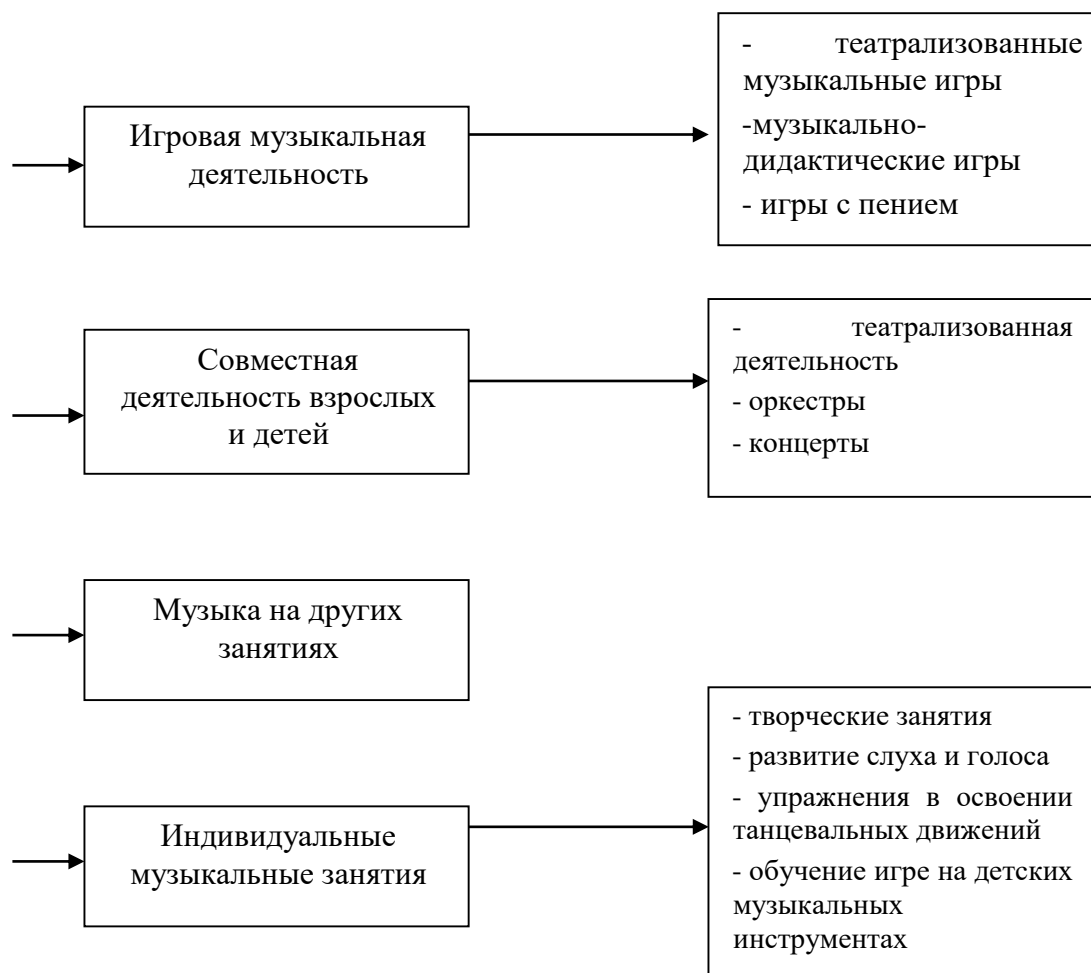 Игровая музыкальная
деятельность
- театрализованные
музыкальные игры
-музыкально-
дидактические игры
- игры с пением
Совместная
деятельность взрослых
и детей
- театрализованная
деятельность
- оркестры
- концерты
Музыка на других
занятиях
Индивидуальные
музыкальные занятия
- творческие занятия
- развитие слуха и голоса
- упражнения в освоении
танцевальных движений
- обучение игре на детских
музыкальных
инструментах